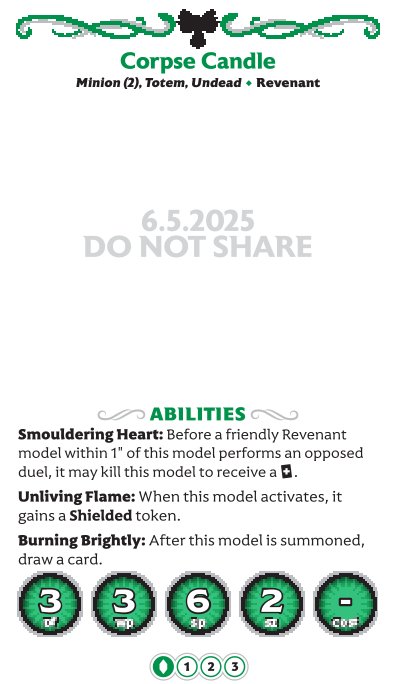 Corpse Candle
Minion (2), Totem, Undead ♦ Revenant
6.5.2025
DO NOT SHARE
ABILITIES
Smouldering Heart: Before a friendly Revenant
model within 1" of this model performs an opposed
duel, it may kill this model to receive a .
Unliving Flame: When this model activates, it
gains a Shielded token.
Burning Brightly: After this model is summoned,
draw a card.
3 3 6 2 -
Df Wp Sp Sz Cost
1 2 3